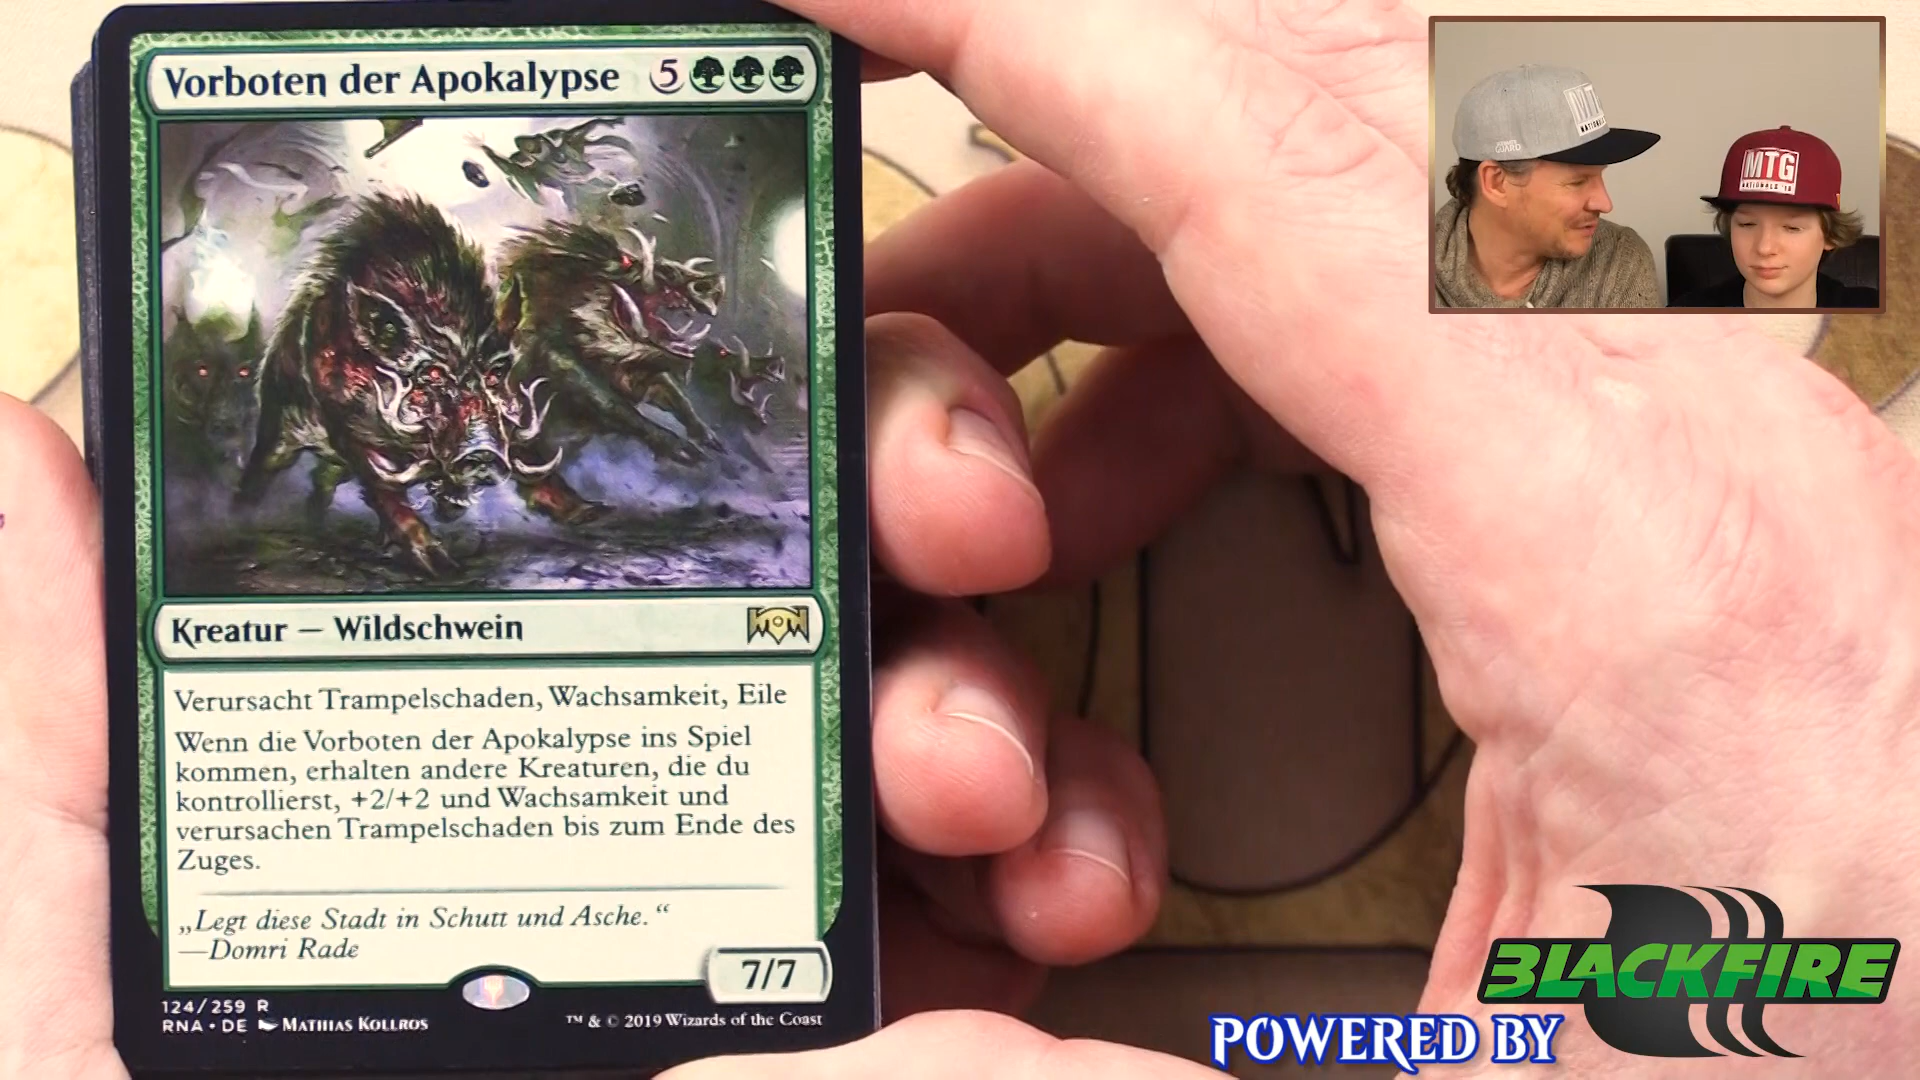 Vorboten der Apokalypse 5
Kreatur — Wildschwein
Verursacht Trampelschaden, Wachsamkeit, Eile
Wenn die Vorboten der Apokalypse ins Spiel
kommen, erhalten andere Kreaturen, die du
kontrollierst, +2/+2 und Wachsamkeit und
verursachen Trampelschaden bis zum Ende des
Zuges.
„Legt diese Stadt in Schutt und Asche.“
—Domri Rade
7/7
124/259 R
RNA • DE Mathias Kollros
™ & © 2019 Wizards of the Coast
MTG
NATIONALS '18
GUARD
POWERED BY
BLACKFIRE